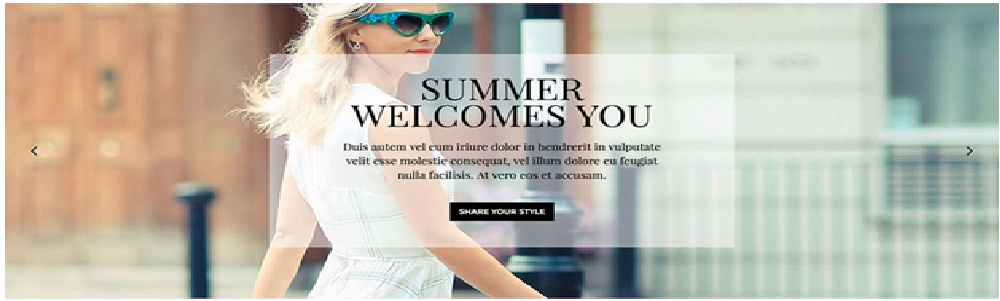 SUMMER
WELCOMES YOU
Duis autem vel eum iriure dolor in hendrerit in vulputate
velit esse molestie consequat, vel illum dolore eu feugiat
nulla facilisis. At vero eos et accusam.
SHARE YOUR STYLE